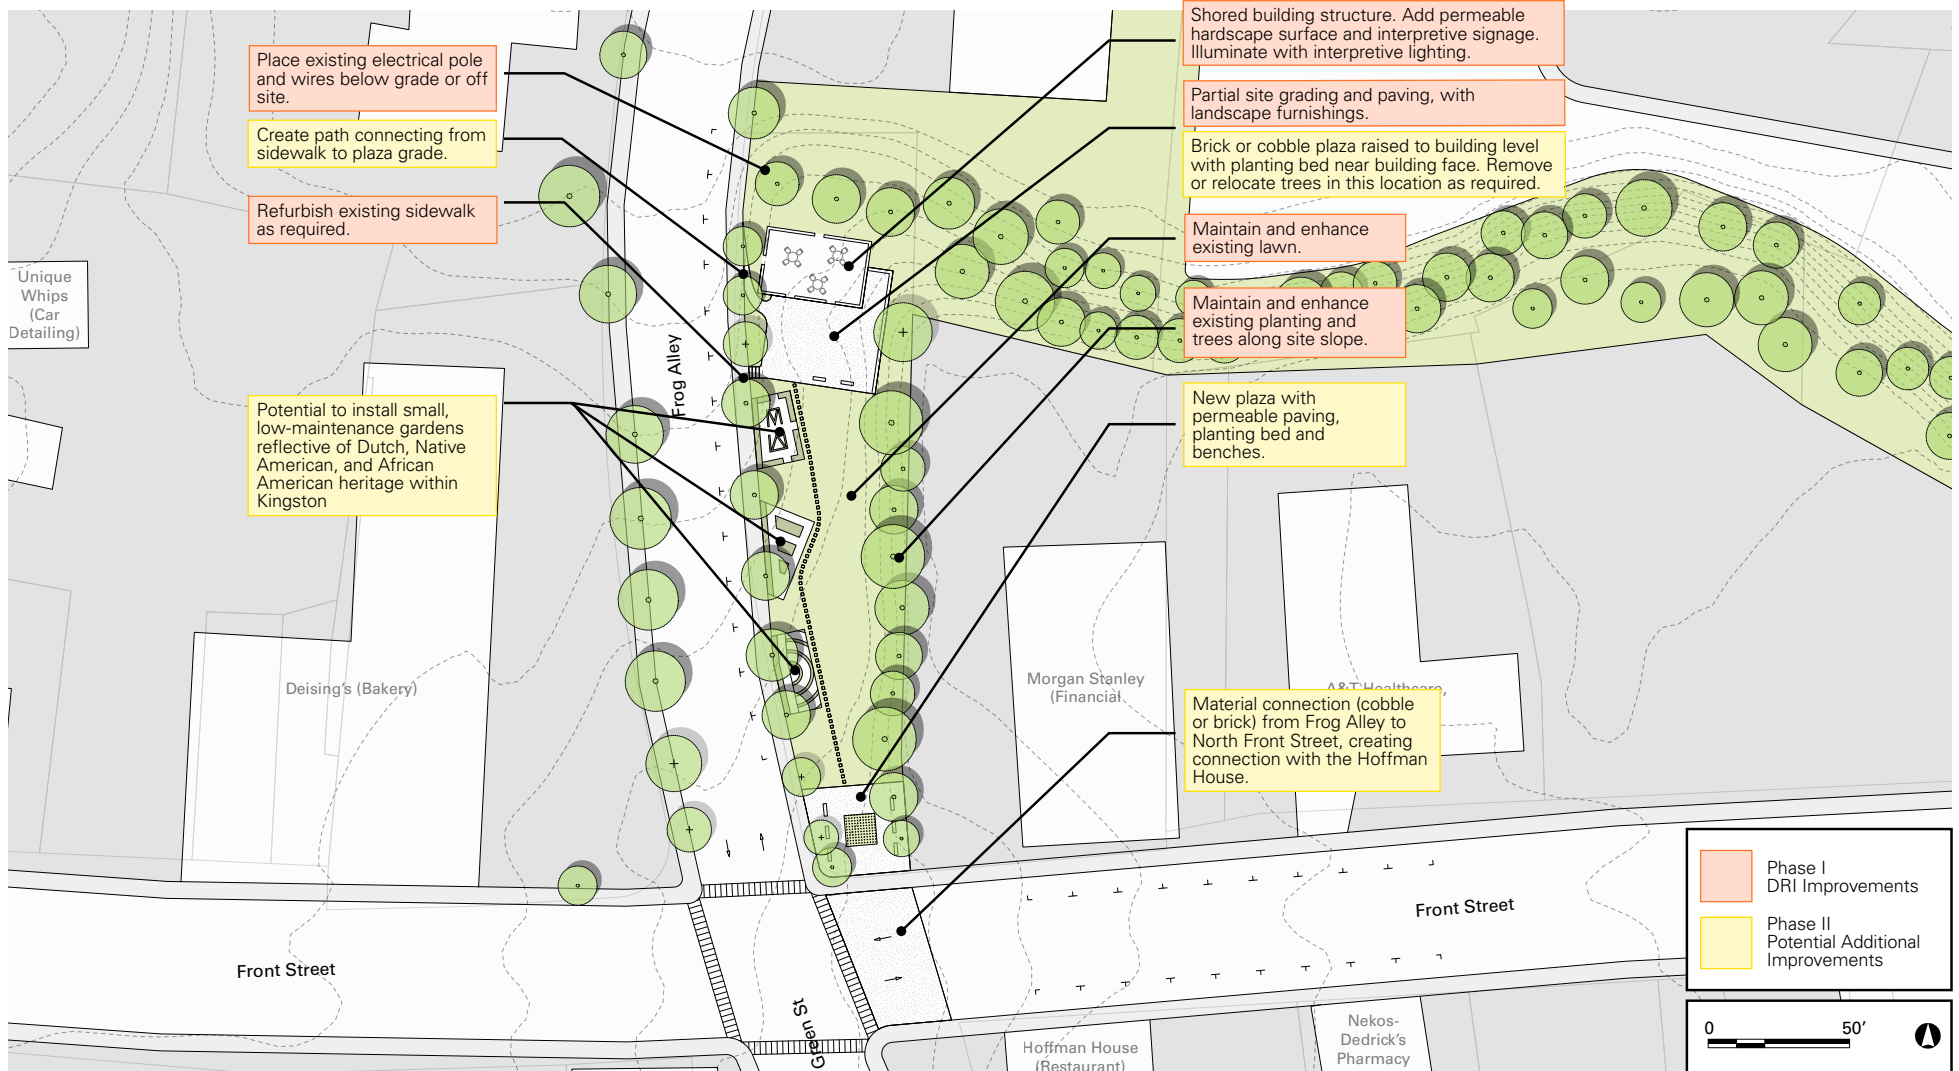 Shored building structure. Add permeable
hardscape surface and interpretive signage.
Illuminate with interpretive lighting.
Place existing electrical pole
and wires below grade or off
site.
Partial site grading and paving, with
landscape furnishings.
Create path connecting from
sidewalk to plaza grade.
Brick or cobble plaza raised to building level
with planting bed near building face. Remove
or relocate trees in this location as required.
Refurbish existing sidewalk
as required.
Maintain and enhance
existing lawn.
Unique
Whips
(Car
Detailing)
Maintain and enhance
existing planting and
trees along site slope.
Frog Alley
New plaza with
permeable paving,
planting bed and
benches.
Potential to install small,
low-maintenance gardens
reflective of Dutch, Native
American, and African
American heritage within
Kingston
Deising's (Bakery)
Morgan Stanley
(Financial
A&T Healthcare,
Material connection (cobble
or brick) from Frog Alley to
North Front Street, creating
connection with the Hoffman
House.
Phase I
DRI Improvements
Phase II
Potential Additional
Improvements
Front Street
Front Street
Green St
Hoffman House
(Restaurant)
Nekos-
Dedrick's
Pharmacy
0 50'